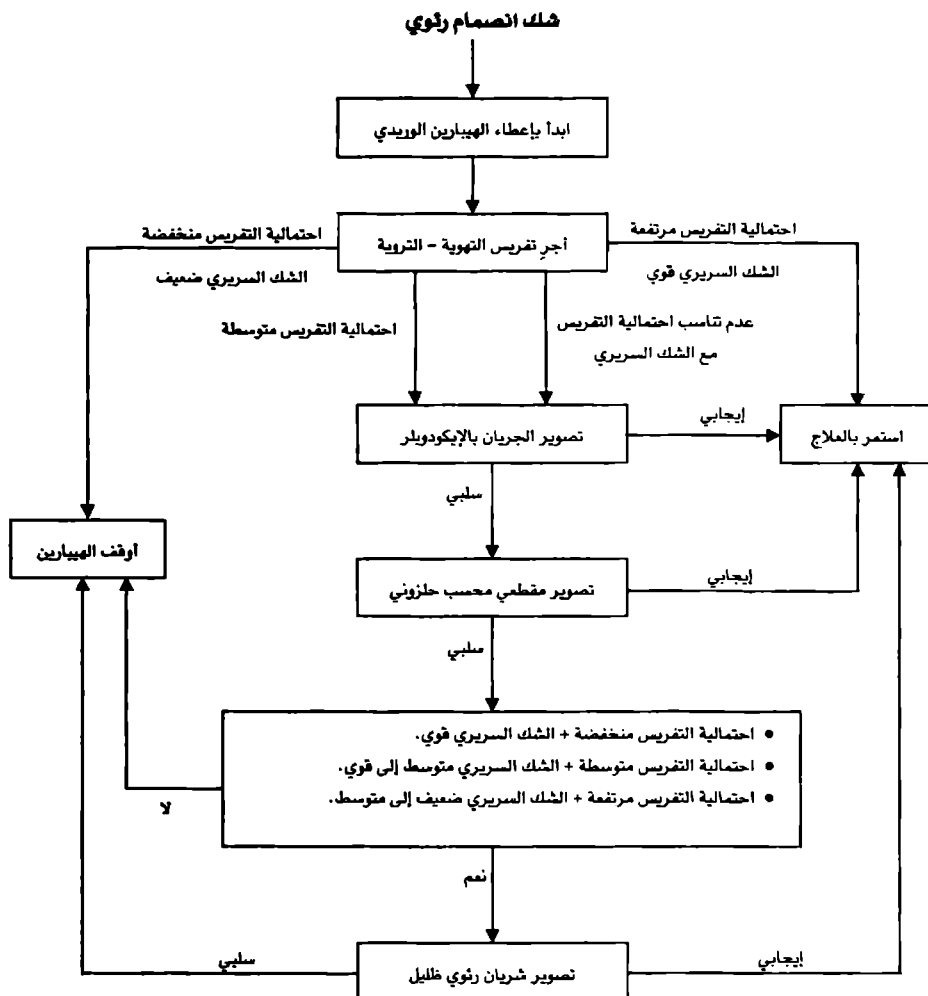 شك انصمام رئوي
ابدأ بإعطاء الهيبارين الوريدي
أجرِ تفريس التهوية – التروية
احتمالية التفريس مرتفعة
الشك السريري قوي
احتمالية التفريس منخفضة
الشك السريري ضعيف
عدم تناسب احتمالية التفريس
مع الشك السريري
احتمالية التفريس متوسطة
تصوير الجريان بالإيكودوبلر
إيجابي
استمر بالعلاج
سلبي
أوقف الهيبارين
تصوير مقطعي محسب حلزوني
إيجابي
سلبي
• احتمالية التفريس منخفضة + الشك السريري قوي.
• احتمالية التفريس متوسطة + الشك السريري متوسط إلى قوي.
• احتمالية التفريس مرتفعة + الشك السريري ضعيف إلى متوسط.
لا
نعم
تصوير شريان رئوي ظليل
إيجابي
سلبي